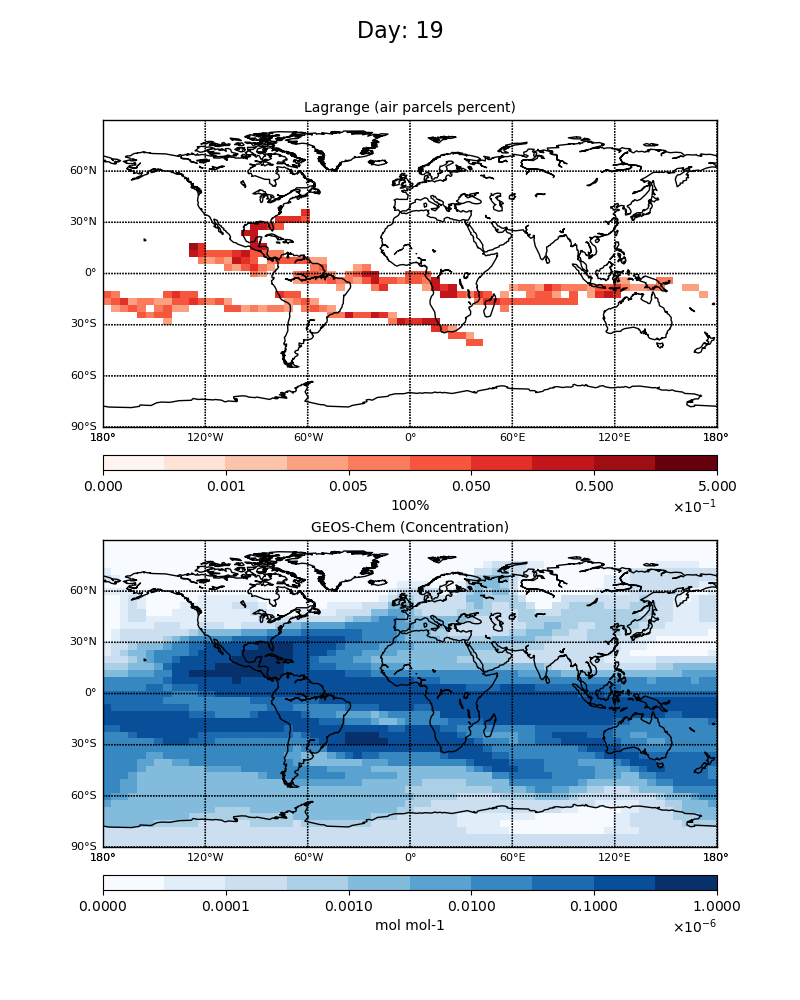 Day: 19
Lagrange (air parcels percent)
60°N
30°N
0°
30°S
60°S
90°S
180° 120°W 60°W 0° 60°E 120°E 180°
0.000 0.001 0.005 0.050 0.500 5.000
100% ×10⁻¹
GEOS-Chem (Concentration)
60°N
30°N
0°
30°S
60°S
90°S
180° 120°W 60°W 0° 60°E 120°E 180°
0.0000 0.0001 0.0010 0.0100 0.1000 1.0000
mol mol-1 ×10⁻⁶